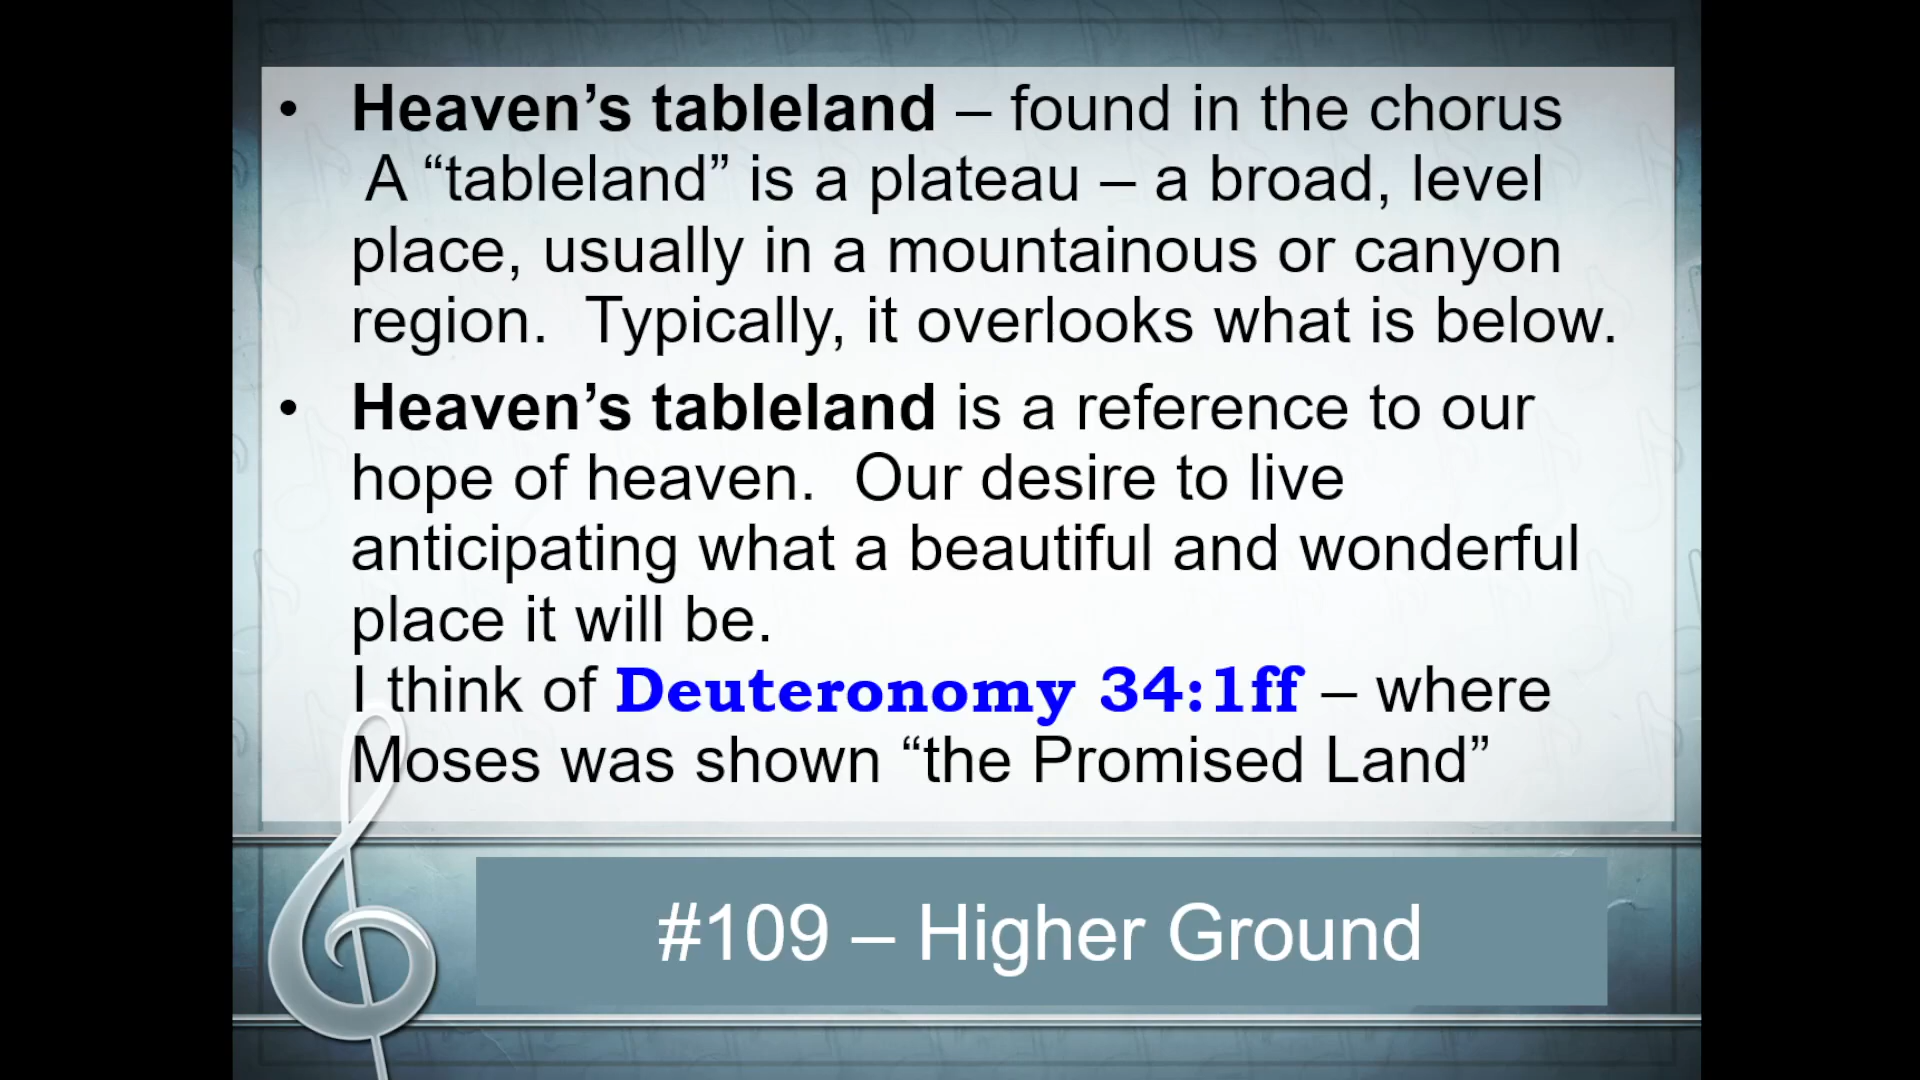 • Heaven’s tableland – found in the chorus
A “tableland” is a plateau – a broad, level
place, usually in a mountainous or canyon
region.  Typically, it overlooks what is below.
• Heaven’s tableland is a reference to our
hope of heaven.  Our desire to live
anticipating what a beautiful and wonderful
place it will be.
I think of Deuteronomy 34:1ff – where
Moses was shown “the Promised Land”
#109 – Higher Ground